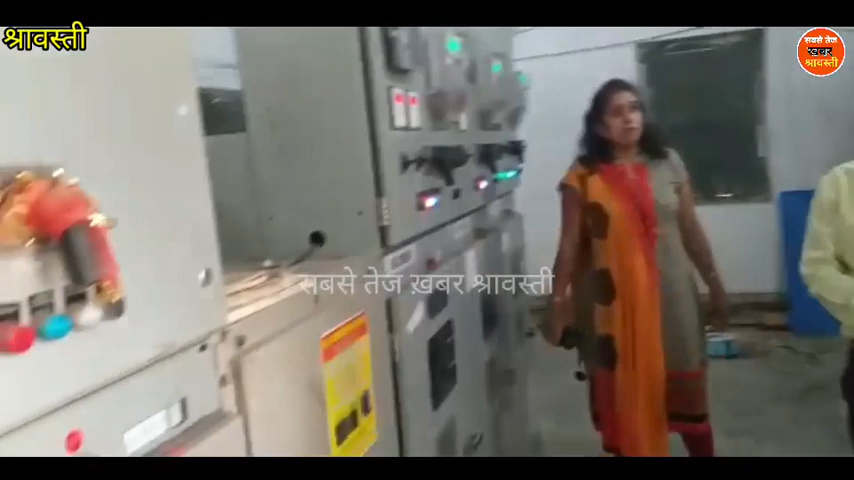 श्रावस्ती
सबसे तेज
ख़बर
श्रावस्ती
सबसे तेज ख़बर श्रावस्ती